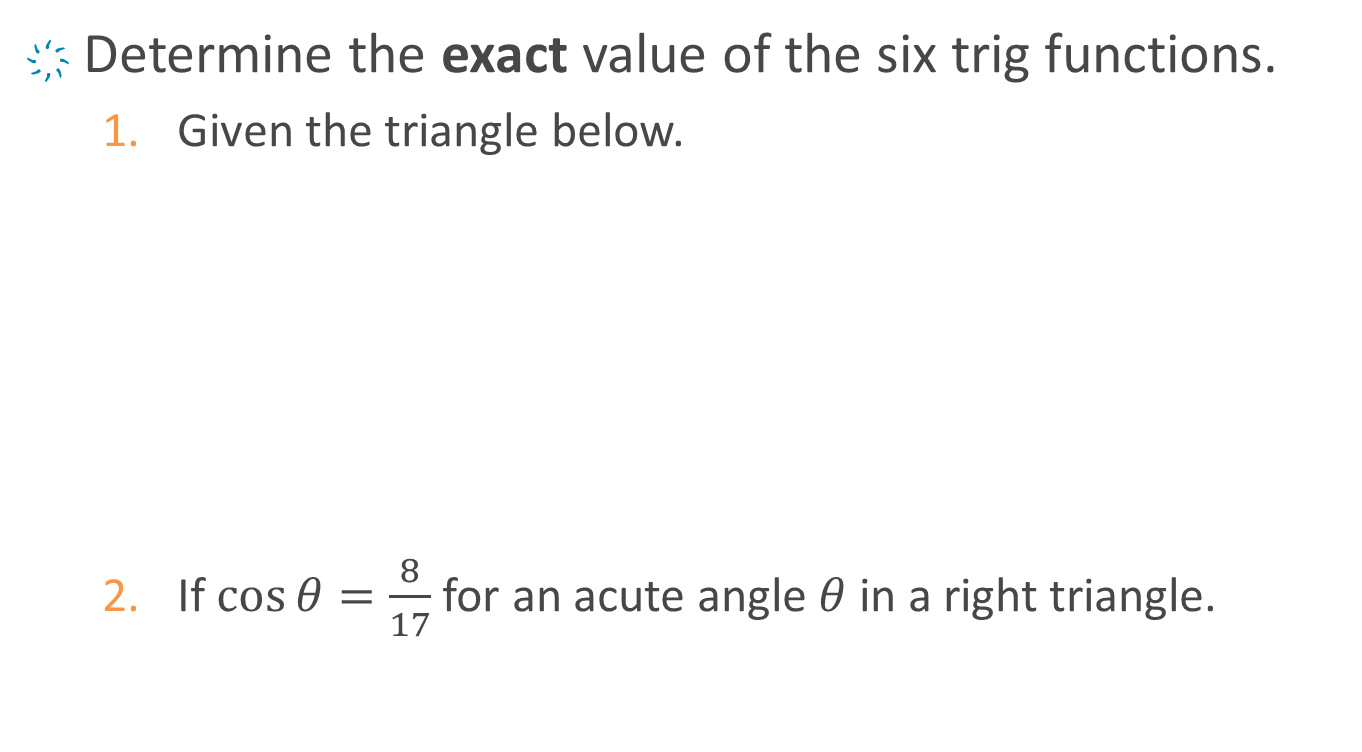 Determine the exact value of the six trig functions.
1. Given the triangle below.
2. If cos θ = 8/17 for an acute angle θ in a right triangle.